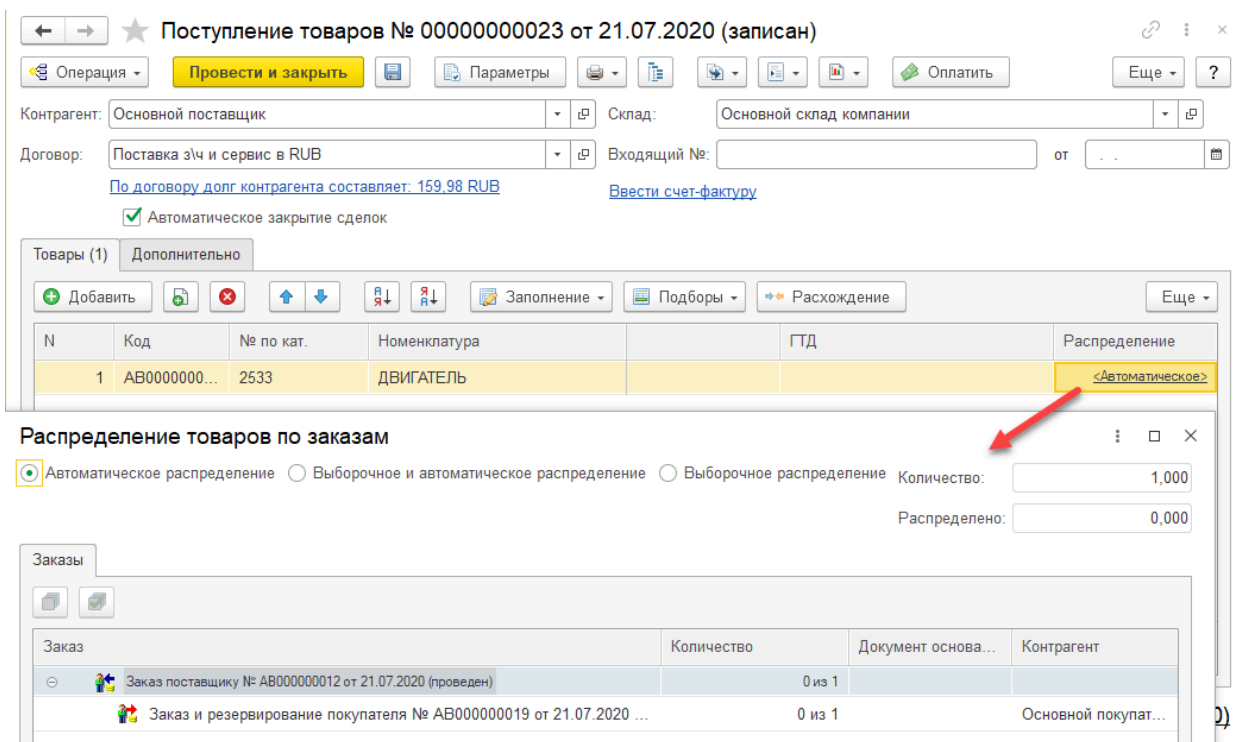 Поступление товаров № 00000000023 от 21.07.2020 (записан)
Операция Провести и закрыть Параметры Оплатить Еще ?
Контрагент: Основной поставщик Склад: Основной склад компании
Договор: Поставка з\ч и сервис в RUB Входящий №: от . .
По договору долг контрагента составляет: 159,98 RUB Ввести счет-фактуру
Автоматическое закрытие сделок
Товары (1) Дополнительно
Добавить Заполнение Подборы Расхождение Еще
N Код № по кат. Номенклатура ГТД Распределение
1 АВ0000000... 2533 ДВИГАТЕЛЬ <Автоматическое>
Распределение товаров по заказам
Автоматическое распределение Выборочное и автоматическое распределение Выборочное распределение Количество: 1,000
Распределено: 0,000
Заказы
Заказ Количество Документ основа... Контрагент
Заказ поставщику № АВ000000012 от 21.07.2020 (проведен) 0 из 1
Заказ и резервирование покупателя № АВ000000019 от 21.07.2020 ... 0 из 1 Основной покупат...